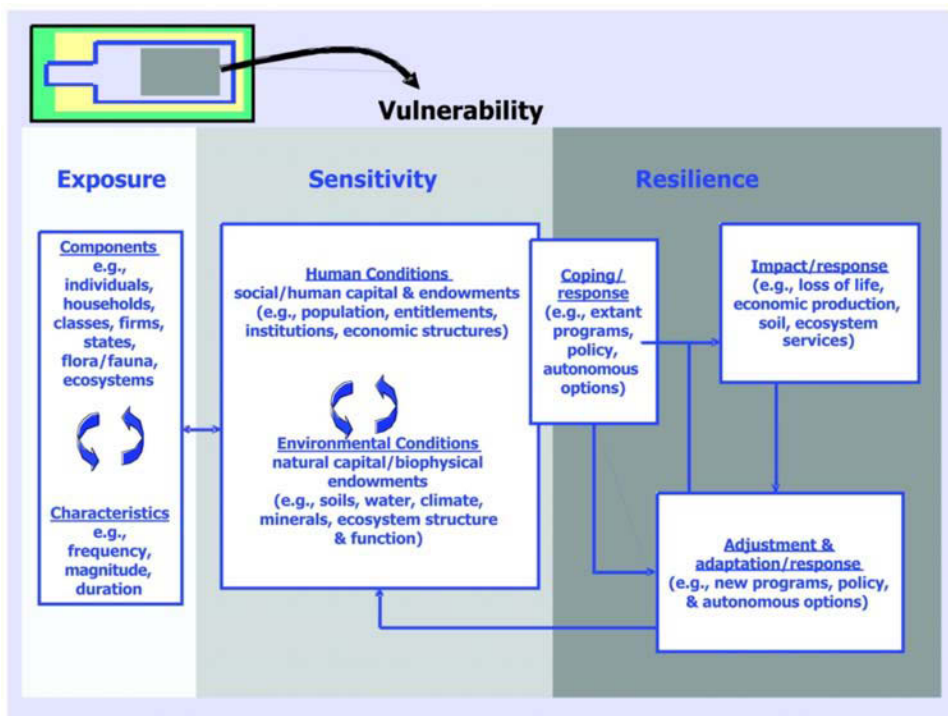 Vulnerability
Exposure
Sensitivity
Resilience
Components
e.g.,
individuals,
households,
classes, firms,
states,
flora/fauna,
ecosystems
Characteristics
e.g.,
frequency,
magnitude,
duration
Human Conditions
social/human capital & endowments
(e.g., population, entitlements,
institutions, economic structures)
Environmental Conditions
natural capital/biophysical
endowments
(e.g., soils, water, climate,
minerals, ecosystem structure
& function)
Coping/
response
(e.g., extant
programs,
policy,
autonomous
options)
Impact/response
(e.g., loss of life,
economic production,
soil, ecosystem
services)
Adjustment &
adaptation/response
(e.g., new programs, policy,
& autonomous options)